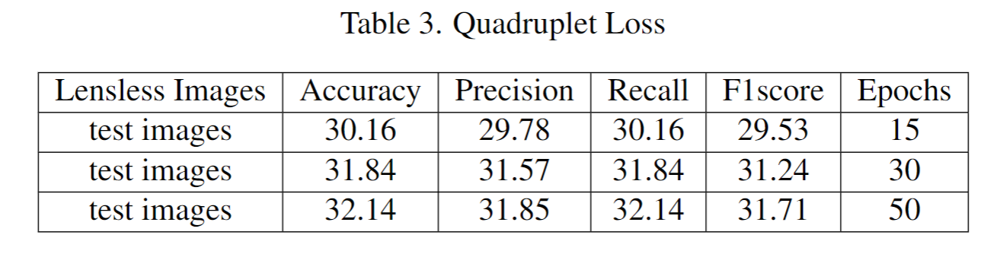 Table 3. Quadruplet Loss
Lensless Images Accuracy Precision Recall F1score Epochs
test images 30.16 29.78 30.16 29.53 15
test images 31.84 31.57 31.84 31.24 30
test images 32.14 31.85 32.14 31.71 50